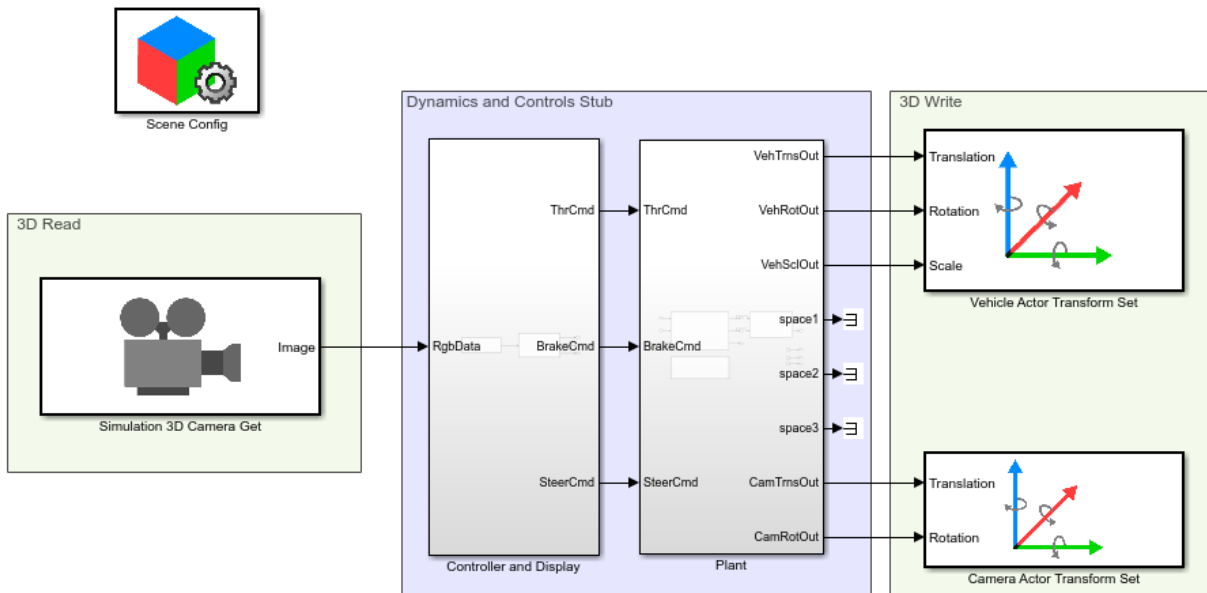 Scene Config
3D Read
Image
Simulation 3D Camera Get
Dynamics and Controls Stub
RgbData
ThrCmd
BrakeCmd
SteerCmd
Controller and Display
ThrCmd
BrakeCmd
SteerCmd
VehTrnsOut
VehRotOut
VehSclOut
space1
space2
space3
CamTrnsOut
CamRotOut
Plant
3D Write
Translation
Rotation
Scale
Vehicle Actor Transform Set
Translation
Rotation
Camera Actor Transform Set